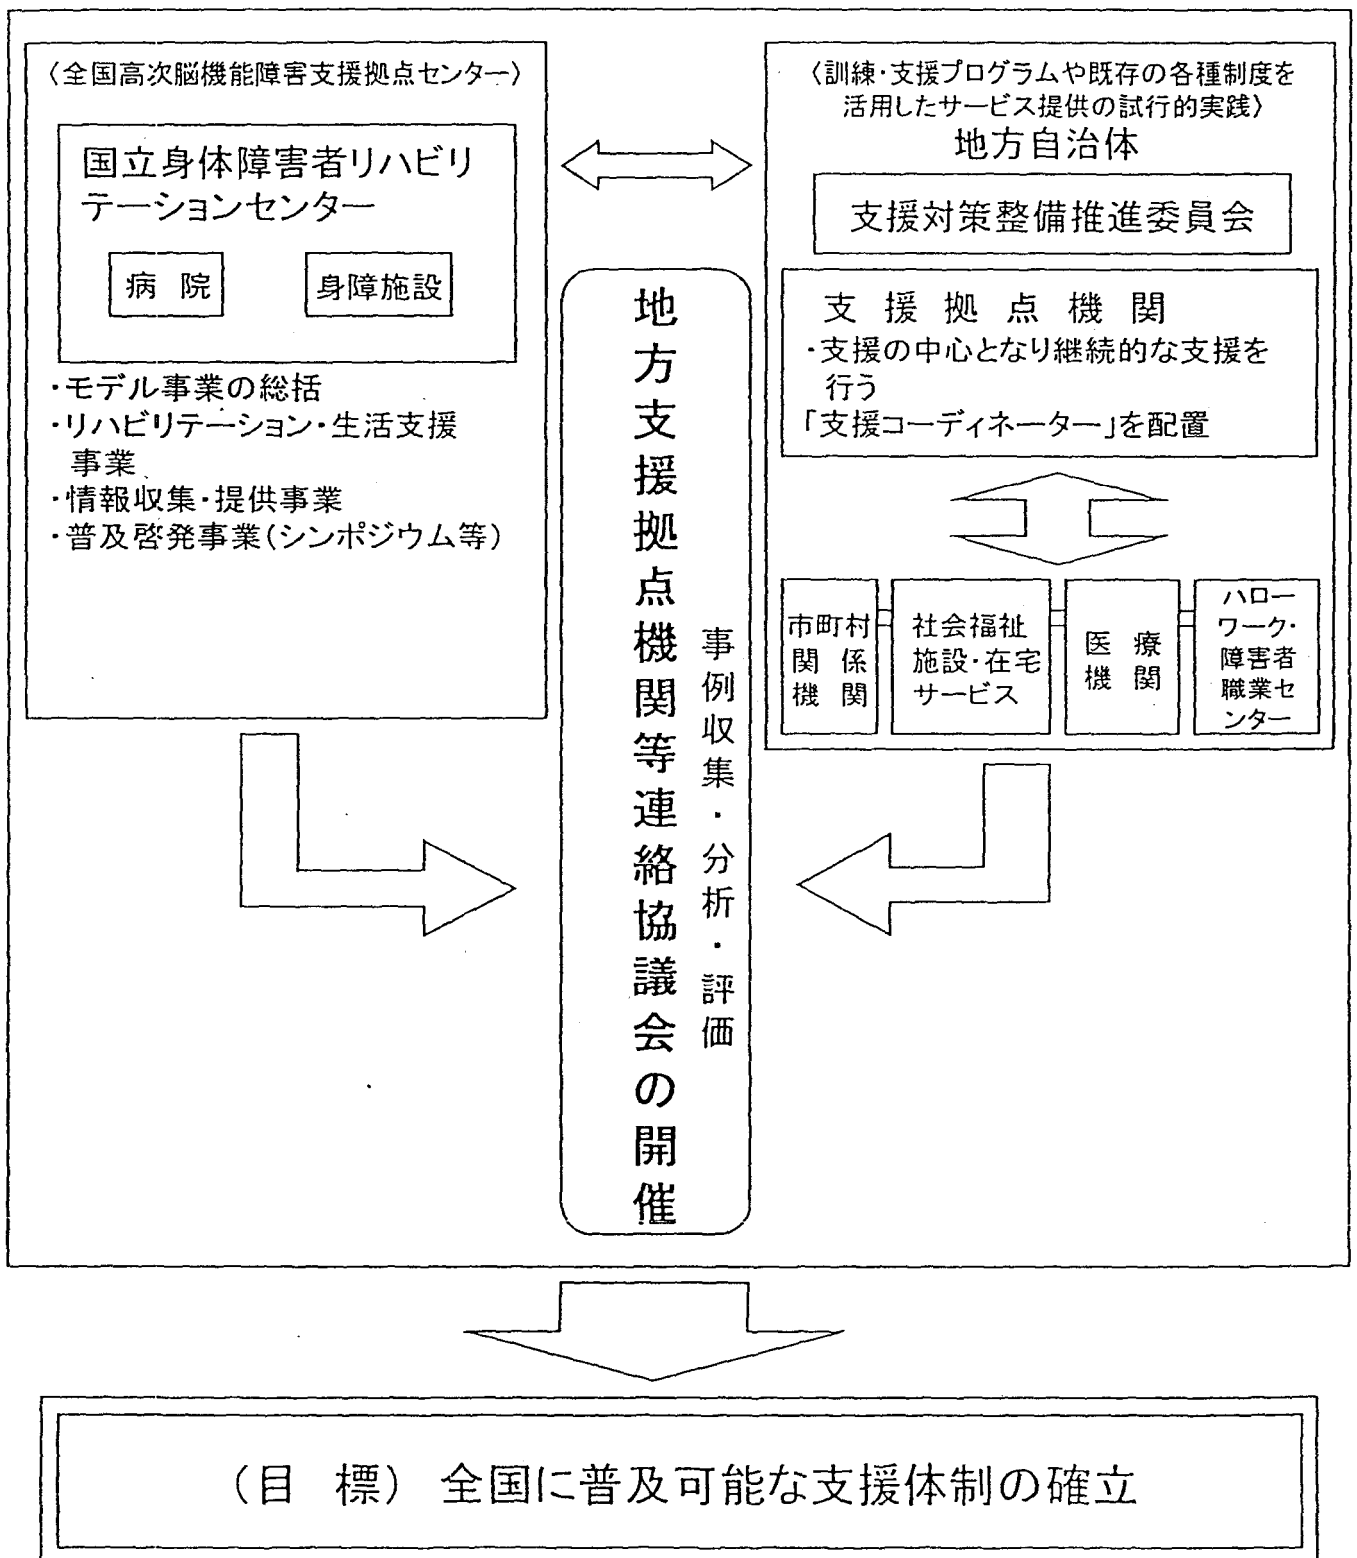 〈全国高次脳機能障害支援拠点センター〉
国立身体障害者リハビリ
テーションセンター
病 院
身障施設
・モデル事業の総括
・リハビリテーション・生活支援
事業
・情報収集・提供事業
・普及啓発事業(シンポジウム等)
地方支援拠点機関等連絡協議会の開催
事例収集・分析・評価
〈訓練・支援プログラムや既存の各種制度を
活用したサービス提供の試行的実践〉
地方自治体
支援対策整備推進委員会
支 援 拠 点 機 関
・支援の中心となり継続的な支援を
行う
「支援コーディネーター」を配置
市町村
関 係
機 関
社会福祉
施設・在宅
サービス
医 療
機 関
ハロー
ワーク・
障害者
職業セ
ンター
(目 標) 全国に普及可能な支援体制の確立